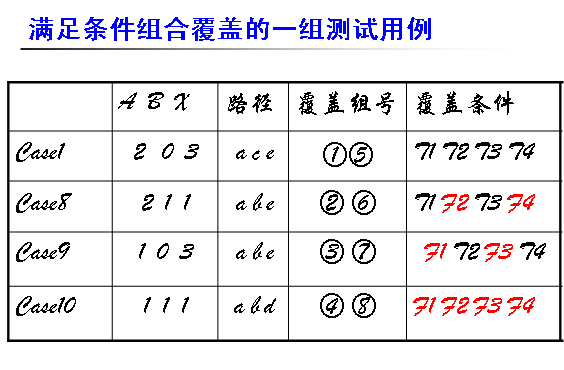 满足条件组合覆盖的一组测试用例
A B X 路径 覆盖组号 覆盖条件
Case1 2 0 3 a c e ①⑤ T1 T2 T3 T4
Case8 2 1 1 a b e ② ⑥ T1 F2 T3 F4
Case9 1 0 3 a b e ③ ⑦ F1 T2 F3 T4
Case10 1 1 1 a b d ④ ⑧ F1 F2 F3 F4